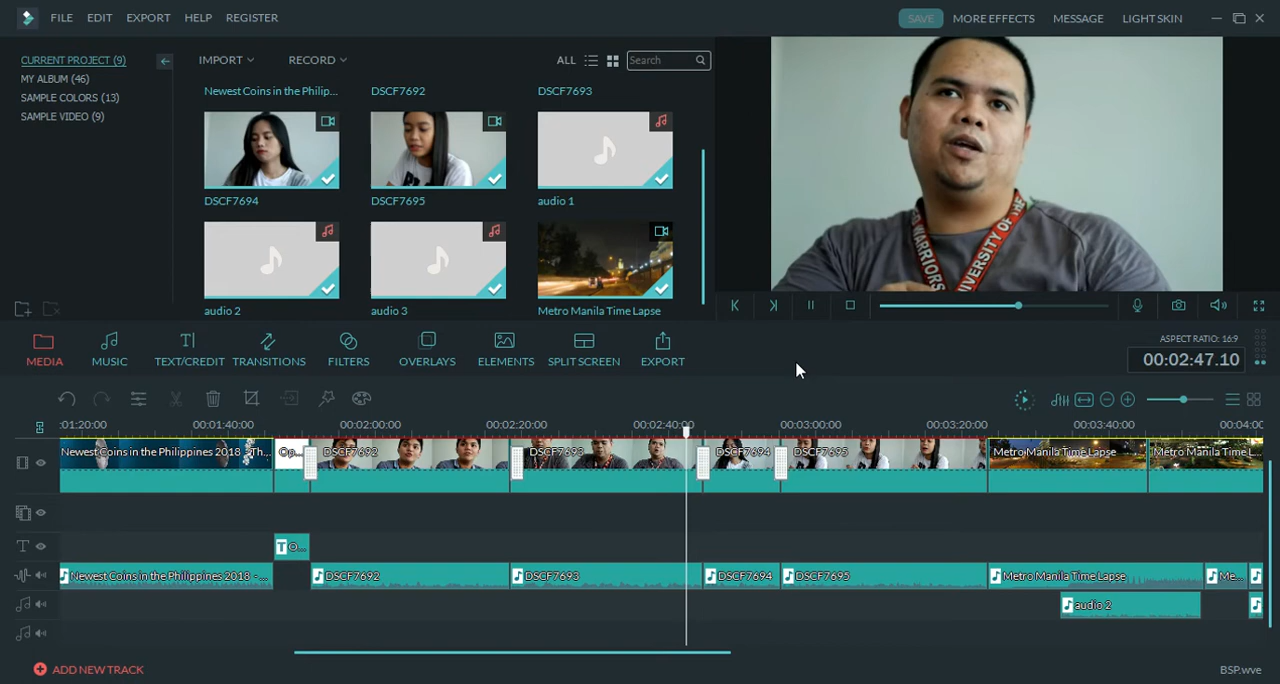 FILE EDIT EXPORT HELP REGISTER SAVE MORE EFFECTS MESSAGE LIGHT SKIN
CURRENT PROJECT (9)
MY ALBUM (46)
SAMPLE COLORS (13)
SAMPLE VIDEO (9)
IMPORT RECORD ALL Search
Newest Coins in the Philip... DSCF7692 DSCF7693
DSCF7694 DSCF7695 audio 1
audio 2 audio 3 Metro Manila Time Lapse
WARRIORS UNIVERSITY OF THE
MEDIA MUSIC TEXT/CREDIT TRANSITIONS FILTERS OVERLAYS ELEMENTS SPLIT SCREEN EXPORT
ASPECT RATIO: 16:9
00:02:47.10
:01:20:00 00:01:40:00 00:02:00:00 00:02:20:00 00:02:40:00 00:03:00:00 00:03:20:00 00:03:40:00 00:04:0
Newest Coins in the Philippines 2018 - Th... Op... DSCF7692 DSCF7693 DSCF7694 DSCF7695 Metro Manila Time Lapse Metro Manila Time L...
T O...
Newest Coins in the Philippines 2018 -... DSCF7692 DSCF7693 DSCF7694 DSCF7695 Metro Manila Time Lapse Me...
audio 2
ADD NEW TRACK BSP.wve